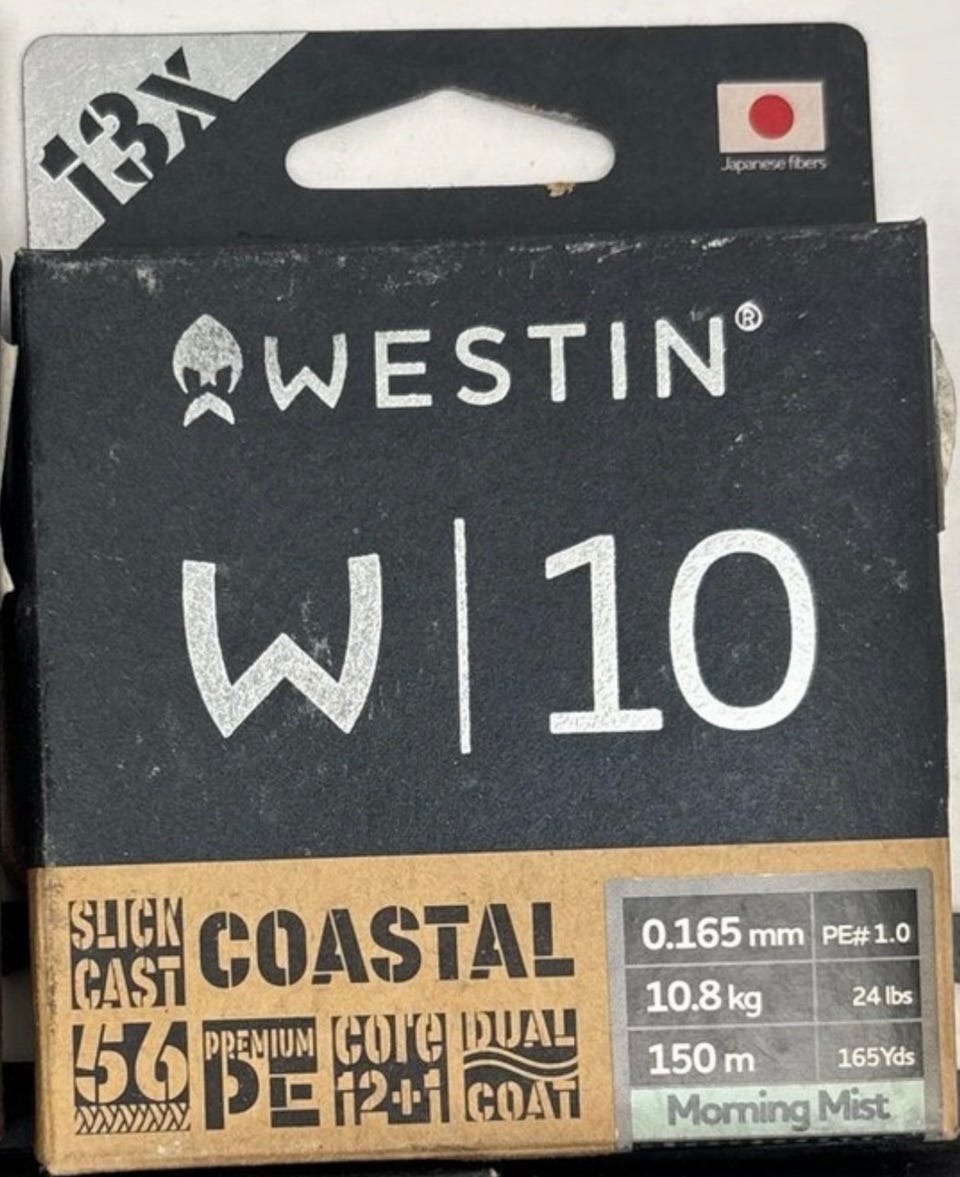 13X
Japanese fibers
WESTIN®
W|10
SLICK
CAST
COASTAL
56
PREMIUM
PE
CORE
12+1
DUAL
COAT
0.165 mm PE# 1.0
10.8 kg 24 lbs
150 m 165Yds
Morning Mist